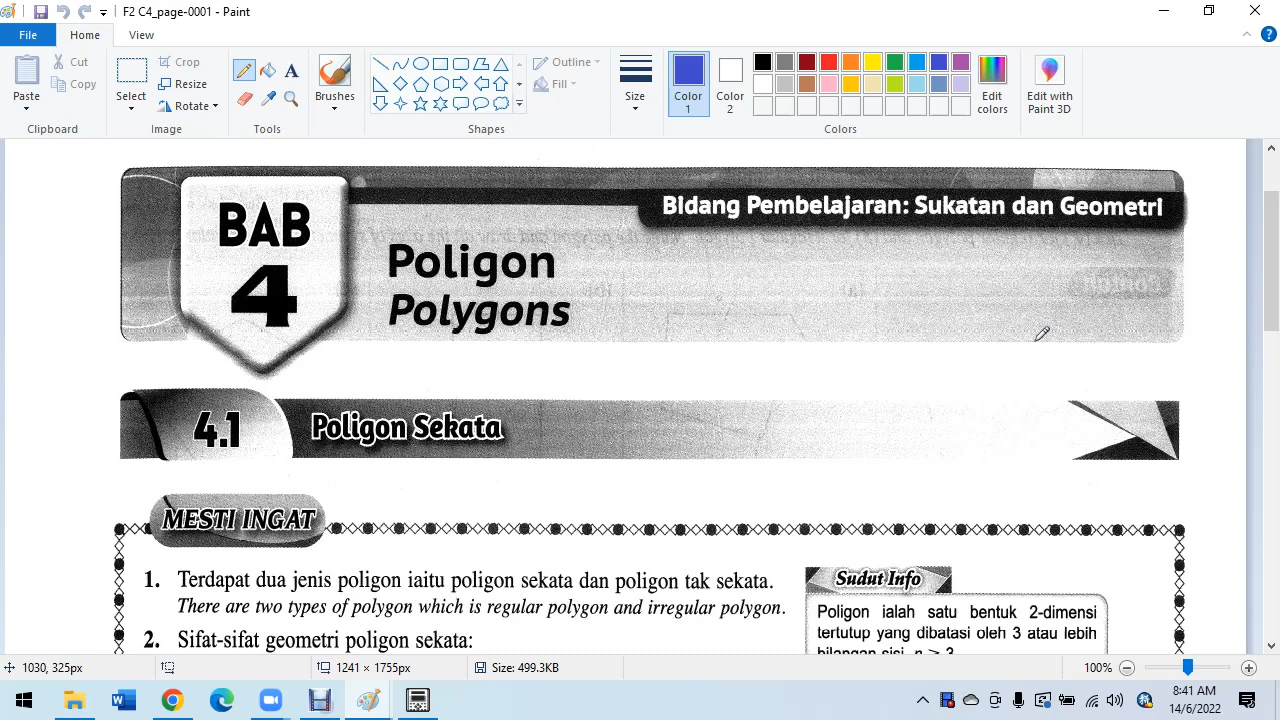 F2 C4_page-0001 - Paint
File Home View
Paste
Cut
Copy
Clipboard
Select
Crop
Resize
Rotate
Image
Tools
Brushes
Shapes
Outline
Fill
Size
Color 1
Color 2
Edit colors
Edit with Paint 3D
Colors
Bidang Pembelajaran: Sukatan dan Geometri
BAB
4
Poligon
Polygons
4.1 Poligon Sekata
MESTI INGAT
1. Terdapat dua jenis poligon iaitu poligon sekata dan poligon tak sekata.
There are two types of polygon which is regular polygon and irregular polygon.
2. Sifat-sifat geometri poligon sekata:
Sudut Info
Poligon ialah satu bentuk 2-dimensi
tertutup yang dibatasi oleh 3 atau lebih
bilangan sisi, n ≥ 3
1030, 325px
1241 × 1755px
Size: 499.3KB
100%
8:41 AM
14/6/2022